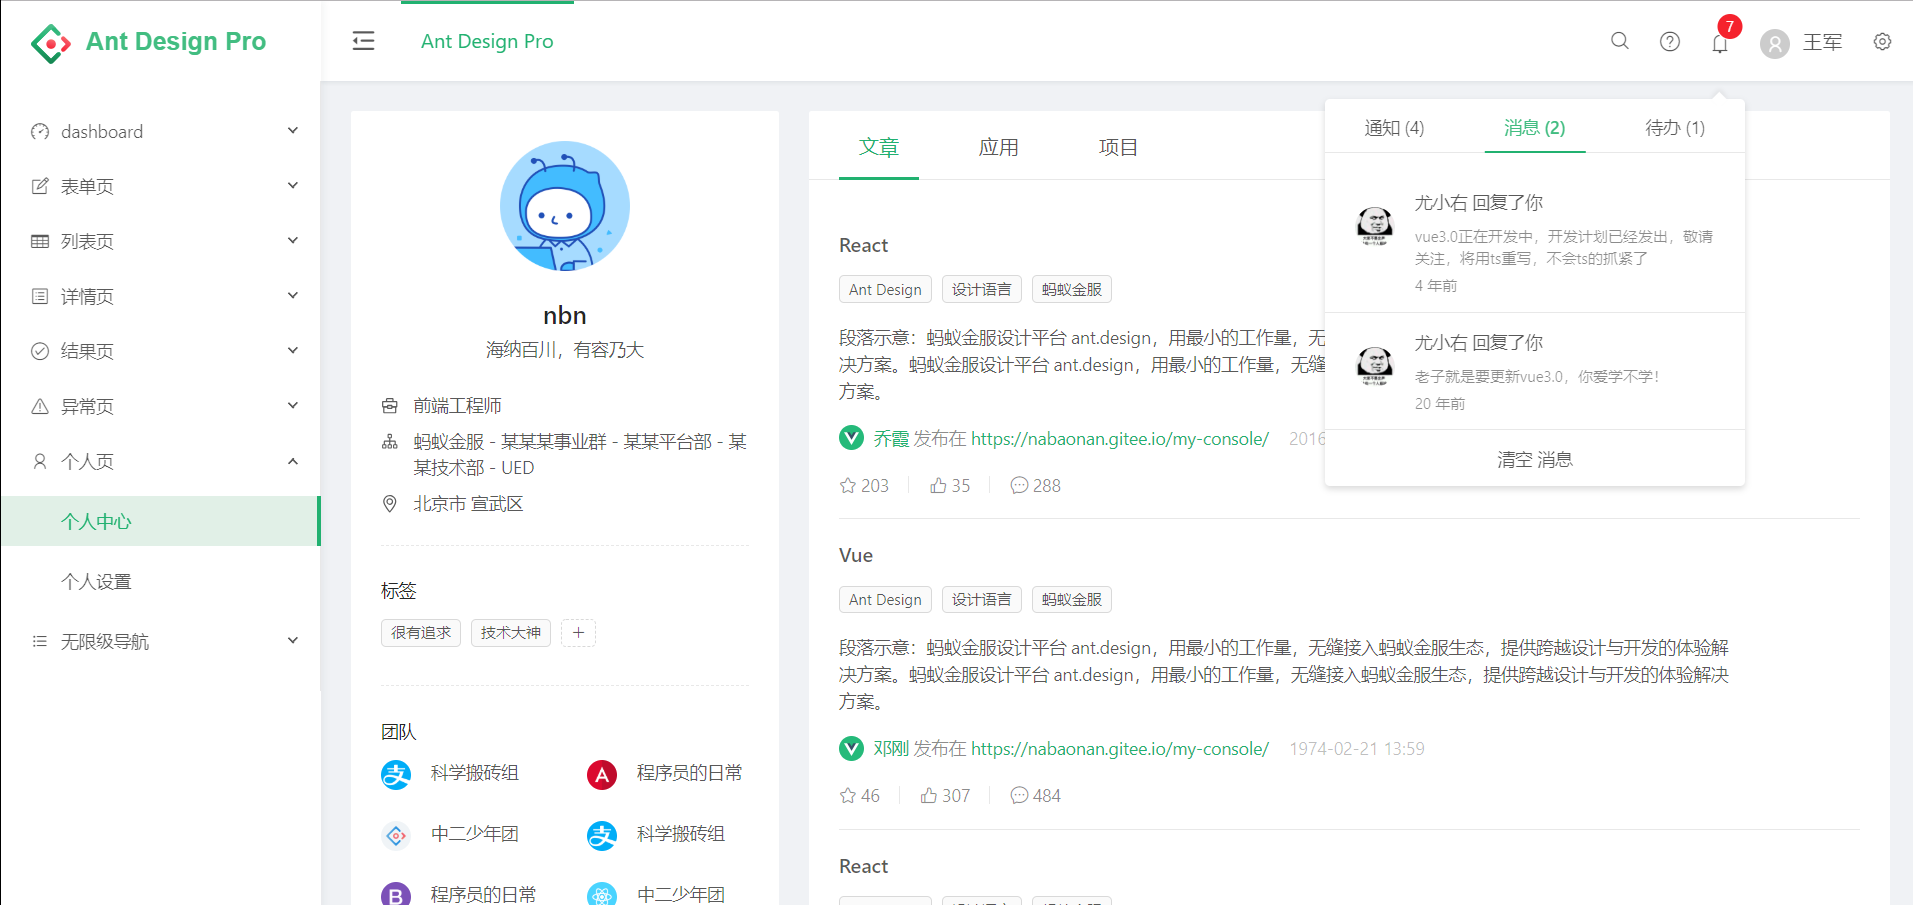 Ant Design Pro
Ant Design Pro
7
王军
dashboard
表单页
列表页
详情页
结果页
异常页
个人页
个人中心
个人设置
无限级导航
nbn
海纳百川，有容乃大
前端工程师
蚂蚁金服 - 某某某事业群 - 某某平台部 - 某
某技术部 - UED
北京市 宣武区
标签
很有追求
技术大神
+
团队
科学搬砖组
程序员的日常
中二少年团
科学搬砖组
程序员的日常
中二少年团
文章
应用
项目
React
Ant Design
设计语言
蚂蚁金服
段落示意：蚂蚁金服设计平台 ant.design，用最小的工作量，无
决方案。蚂蚁金服设计平台 ant.design，用最小的工作量，无缝
方案。
乔霞 发布在 https://nabaonan.gitee.io/my-console/ 2016
203
35
288
Vue
Ant Design
设计语言
蚂蚁金服
段落示意：蚂蚁金服设计平台 ant.design，用最小的工作量，无缝接入蚂蚁金服生态，提供跨越设计与开发的体验解
决方案。蚂蚁金服设计平台 ant.design，用最小的工作量，无缝接入蚂蚁金服生态，提供跨越设计与开发的体验解决
方案。
邓刚 发布在 https://nabaonan.gitee.io/my-console/ 1974-02-21 13:59
46
307
484
React
通知 (4)
消息 (2)
待办 (1)
尤小右 回复了你
vue3.0正在开发中，开发计划已经发出，敬请
关注，将用ts重写，不会ts的抓紧了
4 年前
尤小右 回复了你
老子就是要更新vue3.0，你爱学不学！
20 年前
清空 消息